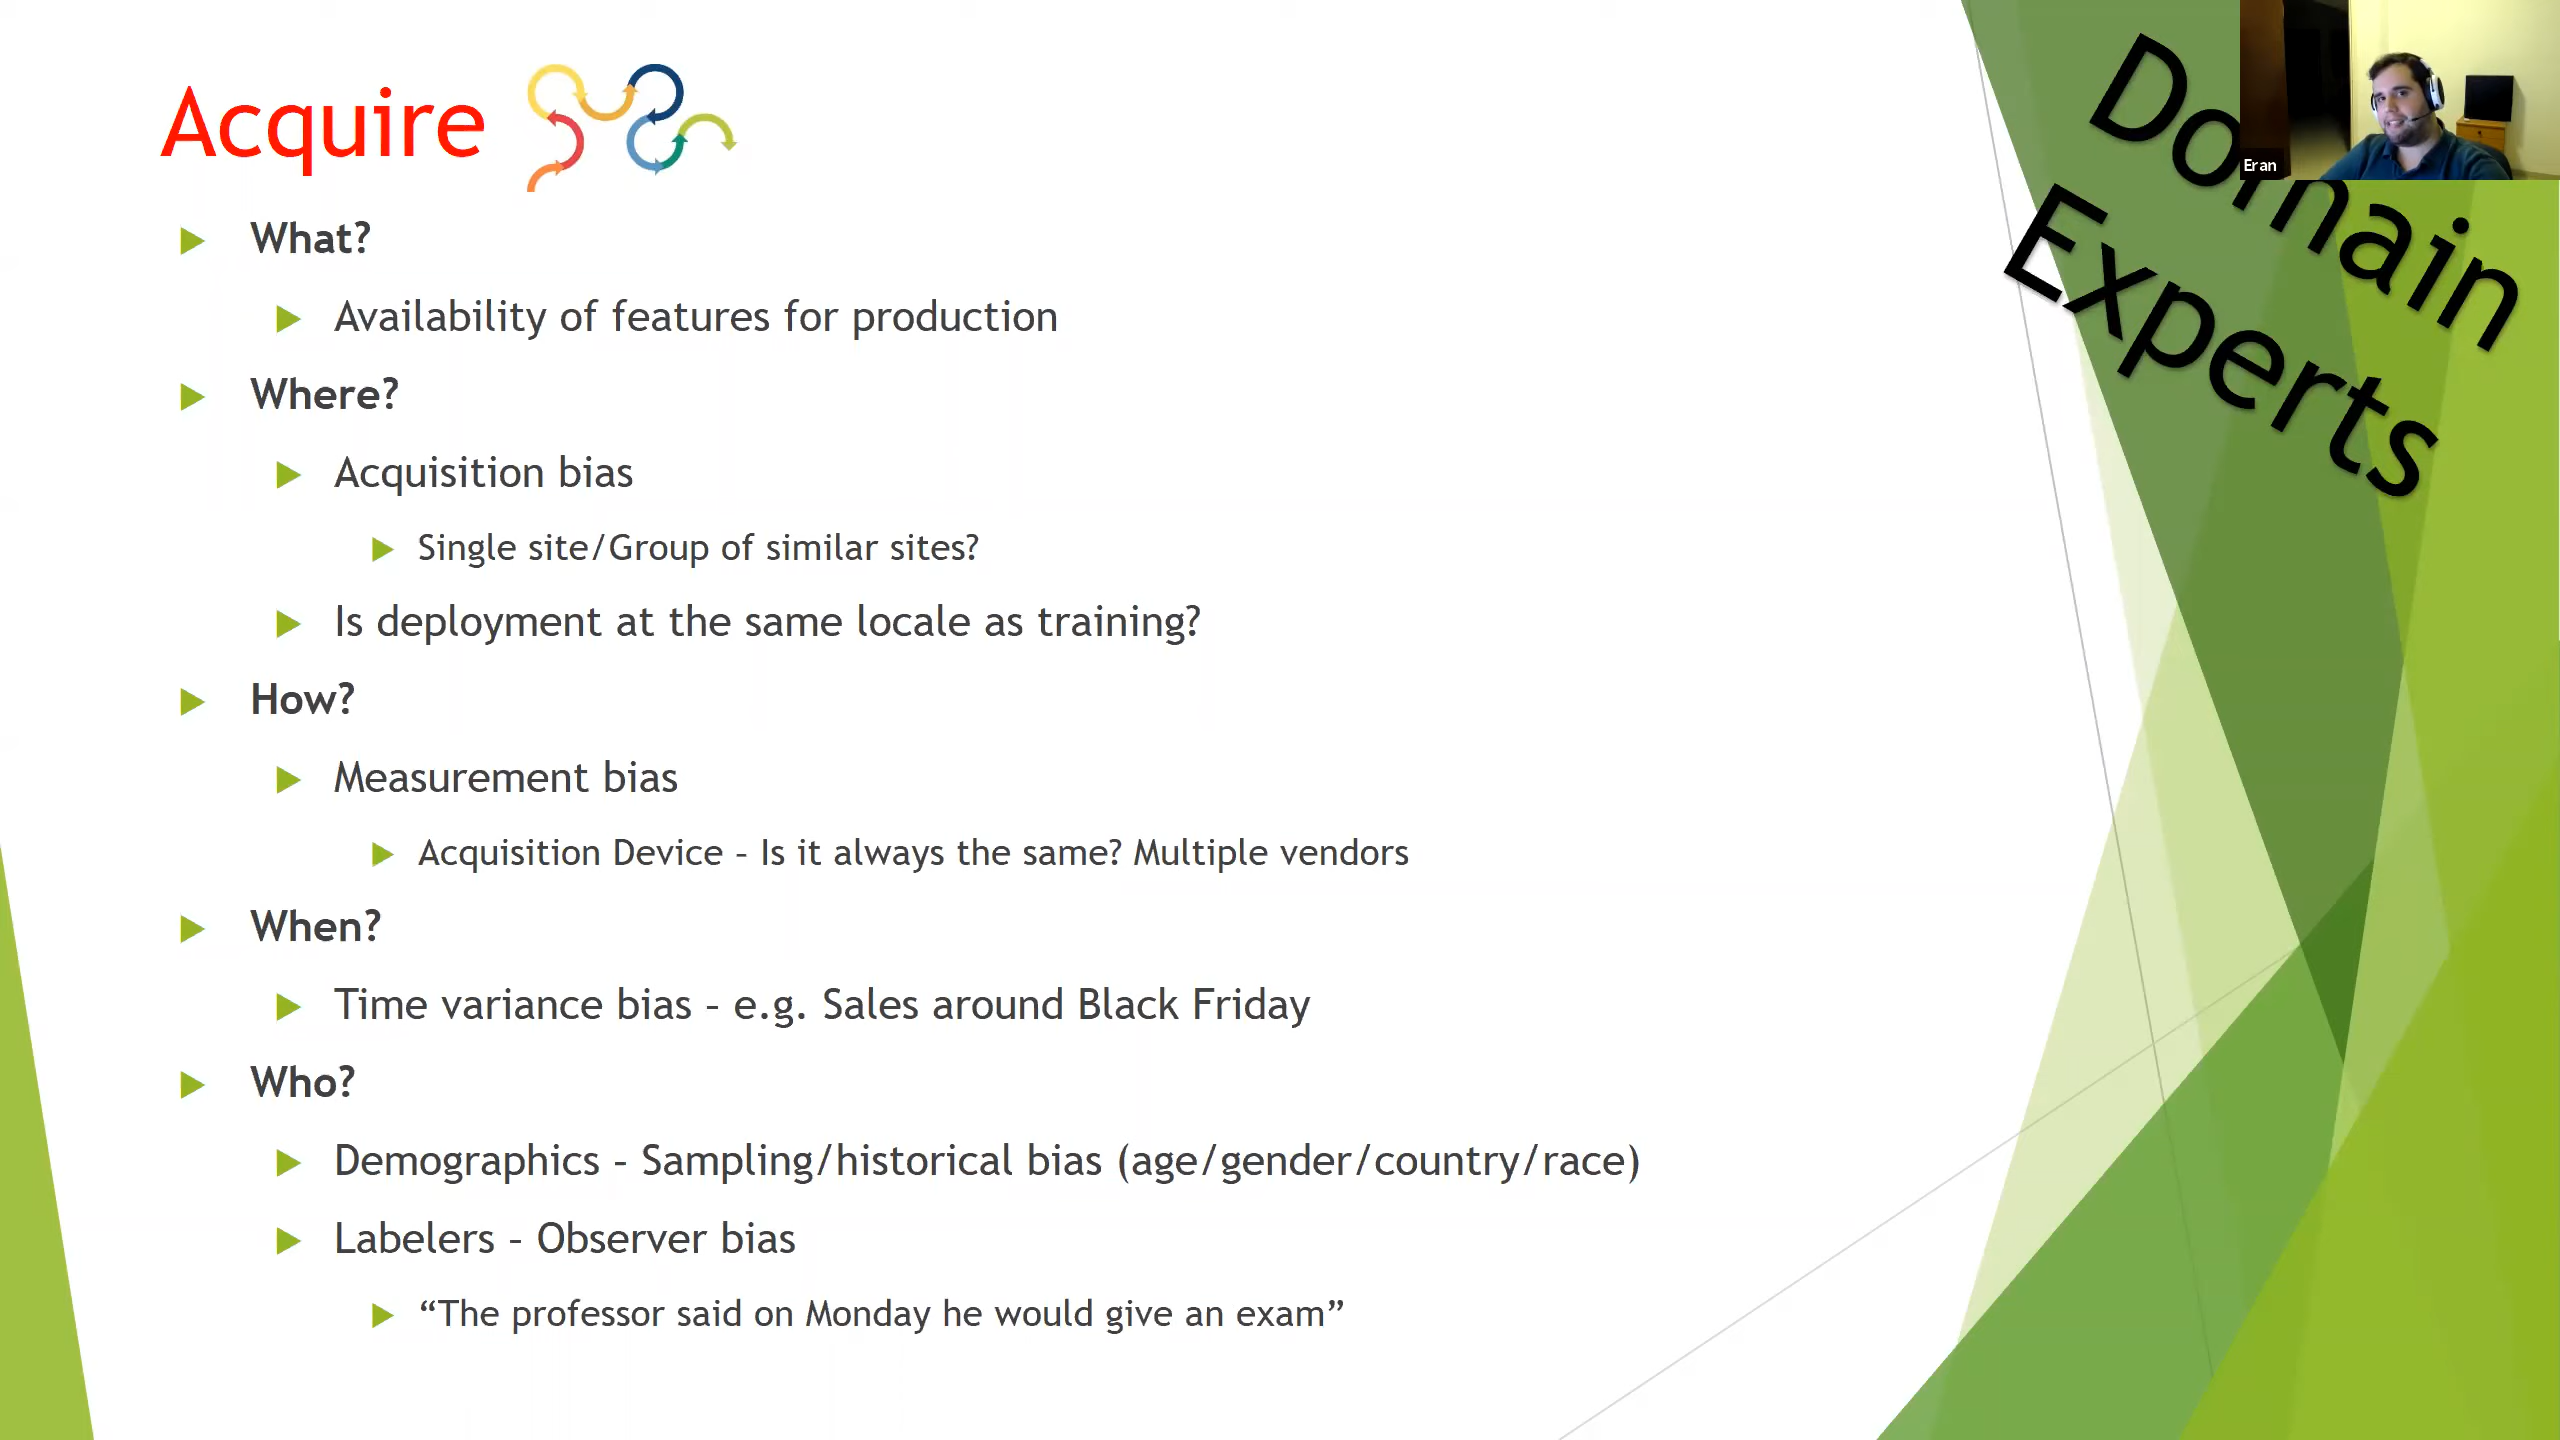 Acquire
What?
Availability of features for production
Where?
Acquisition bias
Single site/Group of similar sites?
Is deployment at the same locale as training?
How?
Measurement bias
Acquisition Device – Is it always the same? Multiple vendors
When?
Time variance bias – e.g. Sales around Black Friday
Who?
Demographics – Sampling/historical bias (age/gender/country/race)
Labelers – Observer bias
“The professor said on Monday he would give an exam”
Domain
Experts
Eran